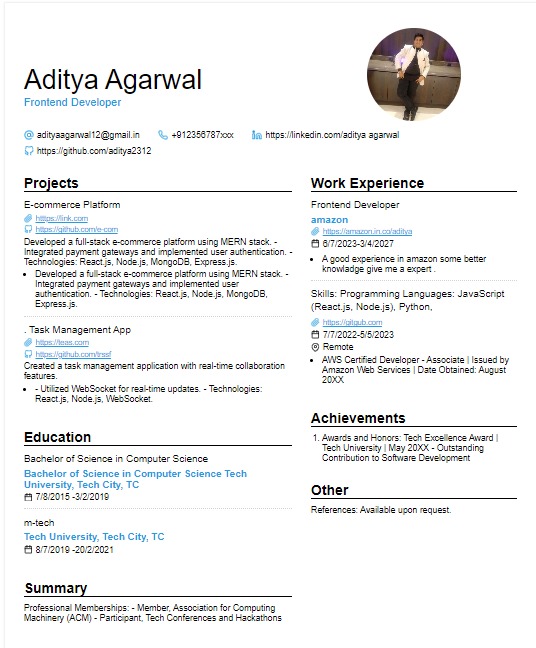 Aditya Agarwal
Frontend Developer
adityaagarwal12@gmail.in +912356787xxx https://linkedin.com/aditya agarwal
https://github.com/aditya2312
Projects
E-commerce Platform
https://link.com
https://github.com/e-com
Developed a full-stack e-commerce platform using MERN stack. -
Integrated payment gateways and implemented user authentication. -
Technologies: React.js, Node.js, MongoDB, Express.js.
• Developed a full-stack e-commerce platform using MERN stack. -
Integrated payment gateways and implemented user
authentication. - Technologies: React.js, Node.js, MongoDB,
Express.js.
. Task Management App
https://teas.com
https://github.com/trssf
Created a task management application with real-time collaboration
features.
• - Utilized WebSocket for real-time updates. - Technologies:
React.js, Node.js, WebSocket.
Education
Bachelor of Science in Computer Science
Bachelor of Science in Computer Science Tech
University, Tech City, TC
7/8/2015 -3/2/2019
m-tech
Tech University, Tech City, TC
8/7/2019 -20/2/2021
Summary
Professional Memberships: - Member, Association for Computing
Machinery (ACM) - Participant, Tech Conferences and Hackathons
Work Experience
Frontend Developer
amazon
https://amazon.in.co/aditya
6/7/2023-3/4/2027
• A good experience in amazon some better
knowladge give me a expert .
Skills: Programming Languages: JavaScript
(React.js, Node.js), Python,
https://gitgub.com
7/7/2022-5/5/2023
Remote
• AWS Certified Developer - Associate | Issued by
Amazon Web Services | Date Obtained: August
20XX
Achievements
1. Awards and Honors: Tech Excellence Award |
Tech University | May 20XX - Outstanding
Contribution to Software Development
Other
References: Available upon request.